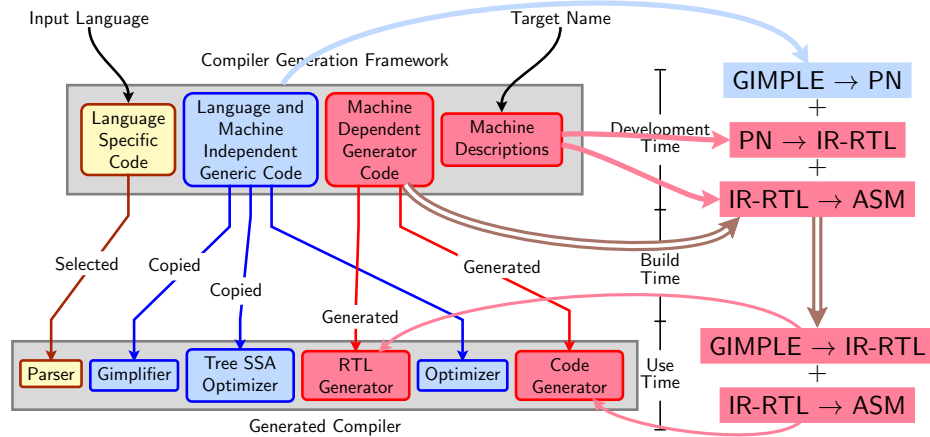 Input Language
Target Name
Compiler Generation Framework
Language
Specific
Code
Language and
Machine
Independent
Generic Code
Machine
Dependent
Generator
Code
Machine
Descriptions
Development
Time
GIMPLE → PN
+
PN → IR-RTL
+
IR-RTL → ASM
Selected
Copied
Copied
Generated
Generated
Build
Time
Parser
Gimplifier
Tree SSA
Optimizer
RTL
Generator
Optimizer
Code
Generator
Use
Time
GIMPLE → IR-RTL
+
IR-RTL → ASM
Generated Compiler